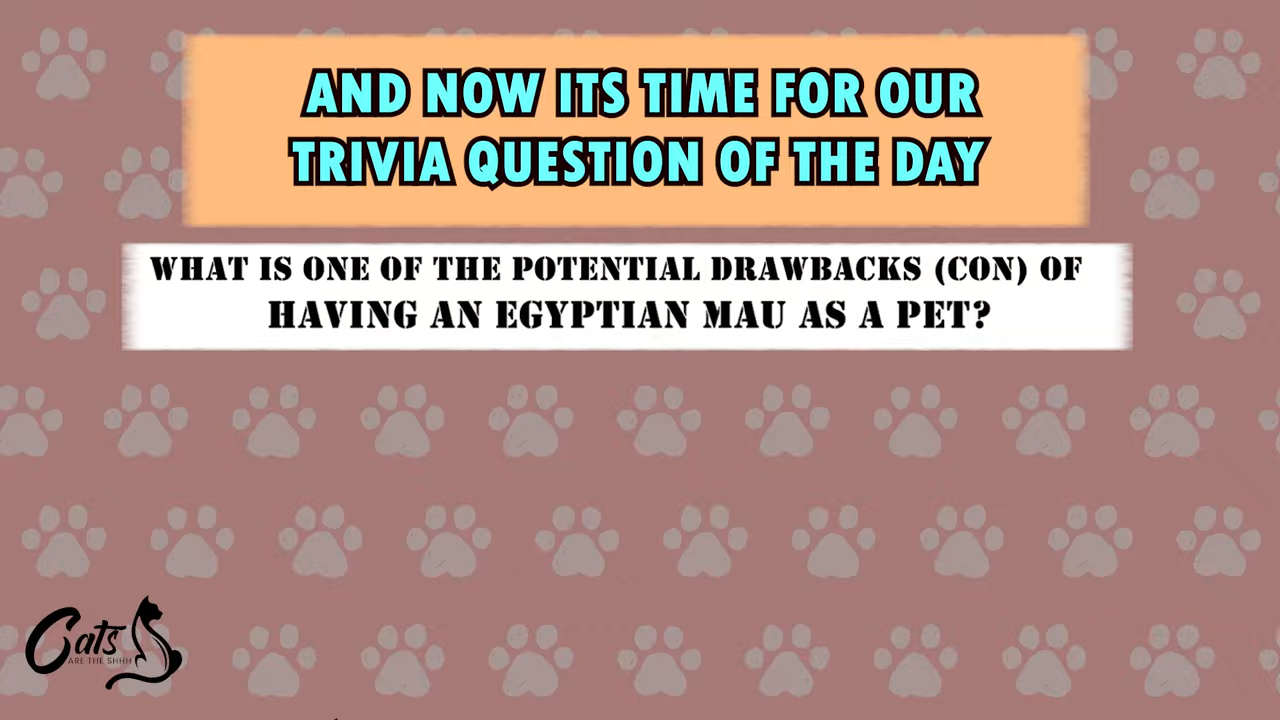 AND NOW ITS TIME FOR OUR
TRIVIA QUESTION OF THE DAY
WHAT IS ONE OF THE POTENTIAL DRAWBACKS (CON) OF
HAVING AN EGYPTIAN MAU AS A PET?
Cats
ARE THE SHHH